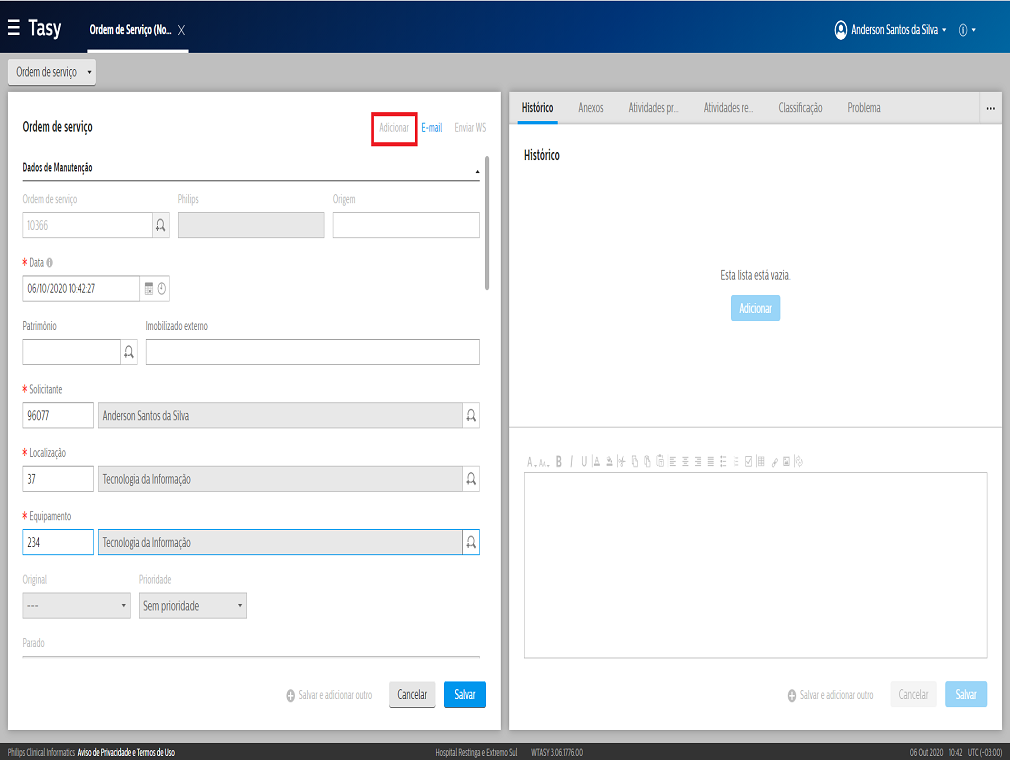 Tasy
Ordem de Serviço (No...
Anderson Santos da Silva
Ordem de serviço
Ordem de serviço
Adicionar
E-mail
Enviar WS
Dados de Manutenção
Ordem de serviço
Philips
Origem
10366
* Data
06/10/2020 10:42:27
Patrimônio
Imobilizado externo
* Solicitante
96077
Anderson Santos da Silva
* Localização
37
Tecnologia da Informação
* Equipamento
234
Tecnologia da Informação
Original
Prioridade
---
Sem prioridade
Parado
Salvar e adicionar outro
Cancelar
Salvar
Histórico
Anexos
Atividades pr...
Atividades re...
Classificação
Problema
...
Histórico
Esta lista está vazia.
Adicionar
Salvar e adicionar outro
Cancelar
Salvar
Philips Clinical Informatics Aviso de Privacidade e Termos de Uso
Hospital Restinga e Extremo Sul
WTASY 3.06.1776.00
06 Out 2020 10:42 UTC (-03:00)